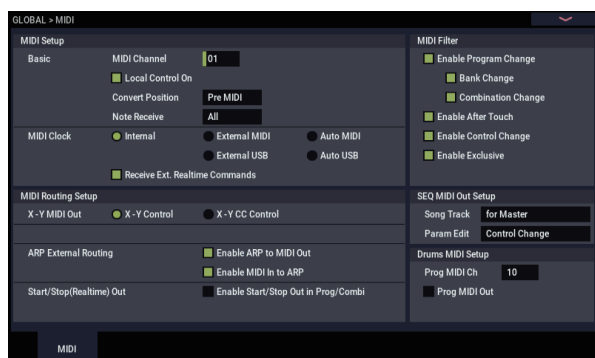 GLOBAL > MIDI
MIDI Setup
Basic MIDI Channel 01
Local Control On
Convert Position Pre MIDI
Note Receive All
MIDI Clock Internal External MIDI Auto MIDI
External USB Auto USB
Receive Ext. Realtime Commands
MIDI Routing Setup
X-Y MIDI Out X-Y Control X-Y CC Control
ARP External Routing Enable ARP to MIDI Out
Enable MIDI In to ARP
Start/Stop(Realtime) Out Enable Start/Stop Out in Prog/Combi
MIDI Filter
Enable Program Change
Bank Change
Combination Change
Enable After Touch
Enable Control Change
Enable Exclusive
SEQ MIDI Out Setup
Song Track for Master
Param Edit Control Change
Drums MIDI Setup
Prog MIDI Ch 10
Prog MIDI Out
MIDI